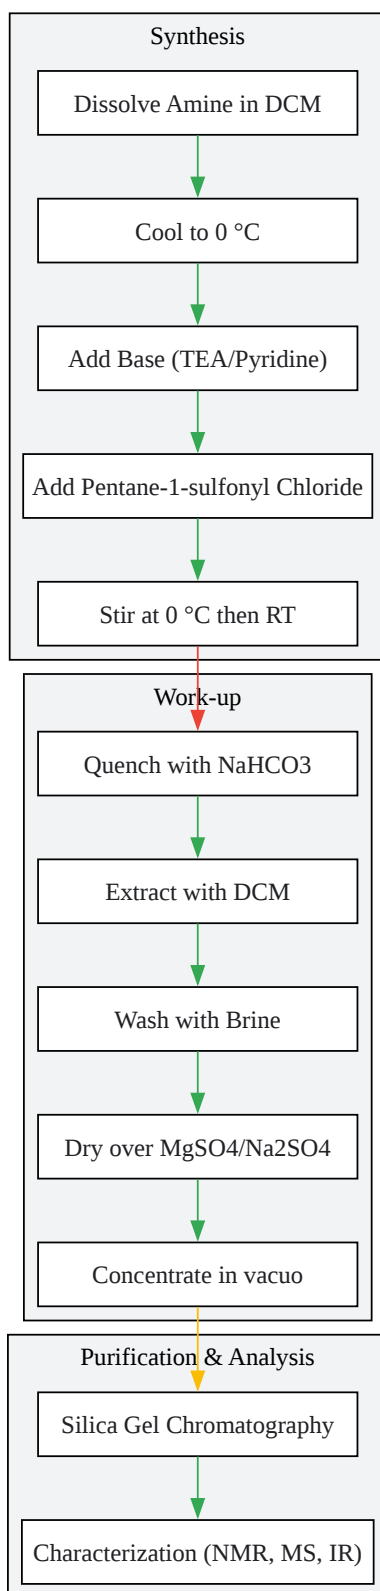 Synthesis
Dissolve Amine in DCM
Cool to 0 °C
Add Base (TEA/Pyridine)
Add Pentane-1-sulfonyl Chloride
Stir at 0 °C then RT
Work-up
Quench with NaHCO3
Extract with DCM
Wash with Brine
Dry over MgSO4/Na2SO4
Concentrate in vacuo
Purification & Analysis
Silica Gel Chromatography
Characterization (NMR, MS, IR)